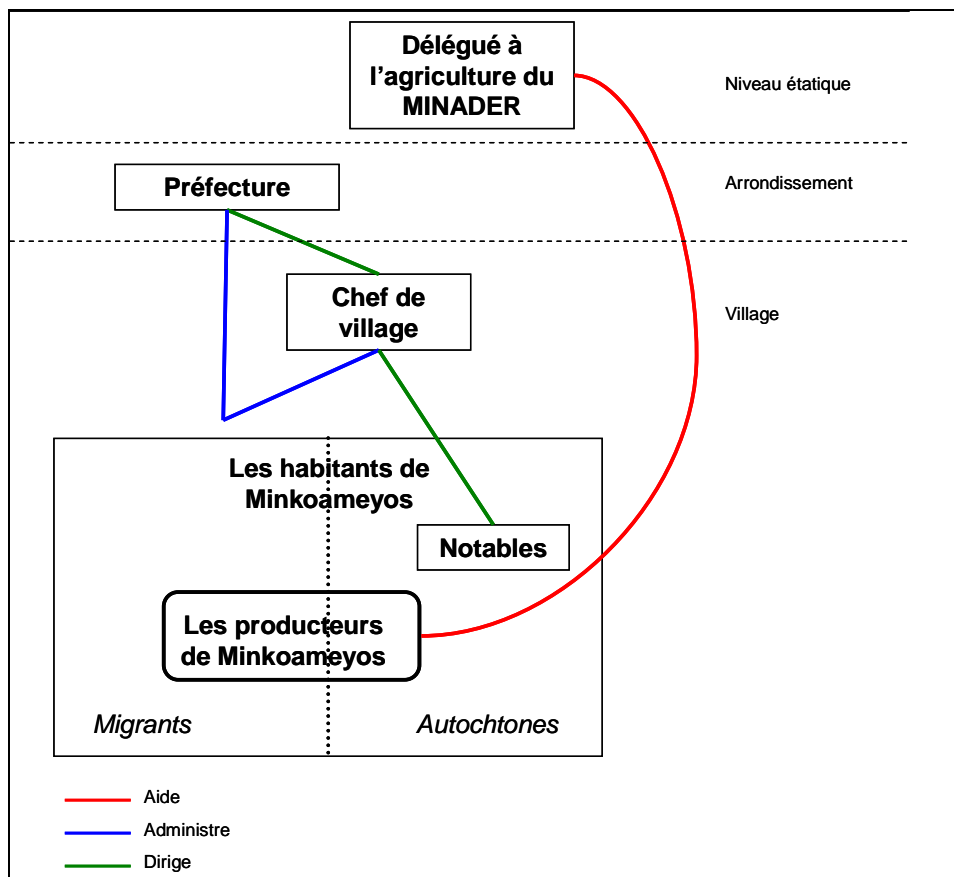 Délégué à
l'agriculture du
MINADER
Niveau étatique
Préfecture
Arrondissement
Chef de
village
Village
Les habitants de
Minkoameyos
Notables
Les producteurs
de Minkoameyos
Migrants
Autochtones
Aide
Administre
Dirige